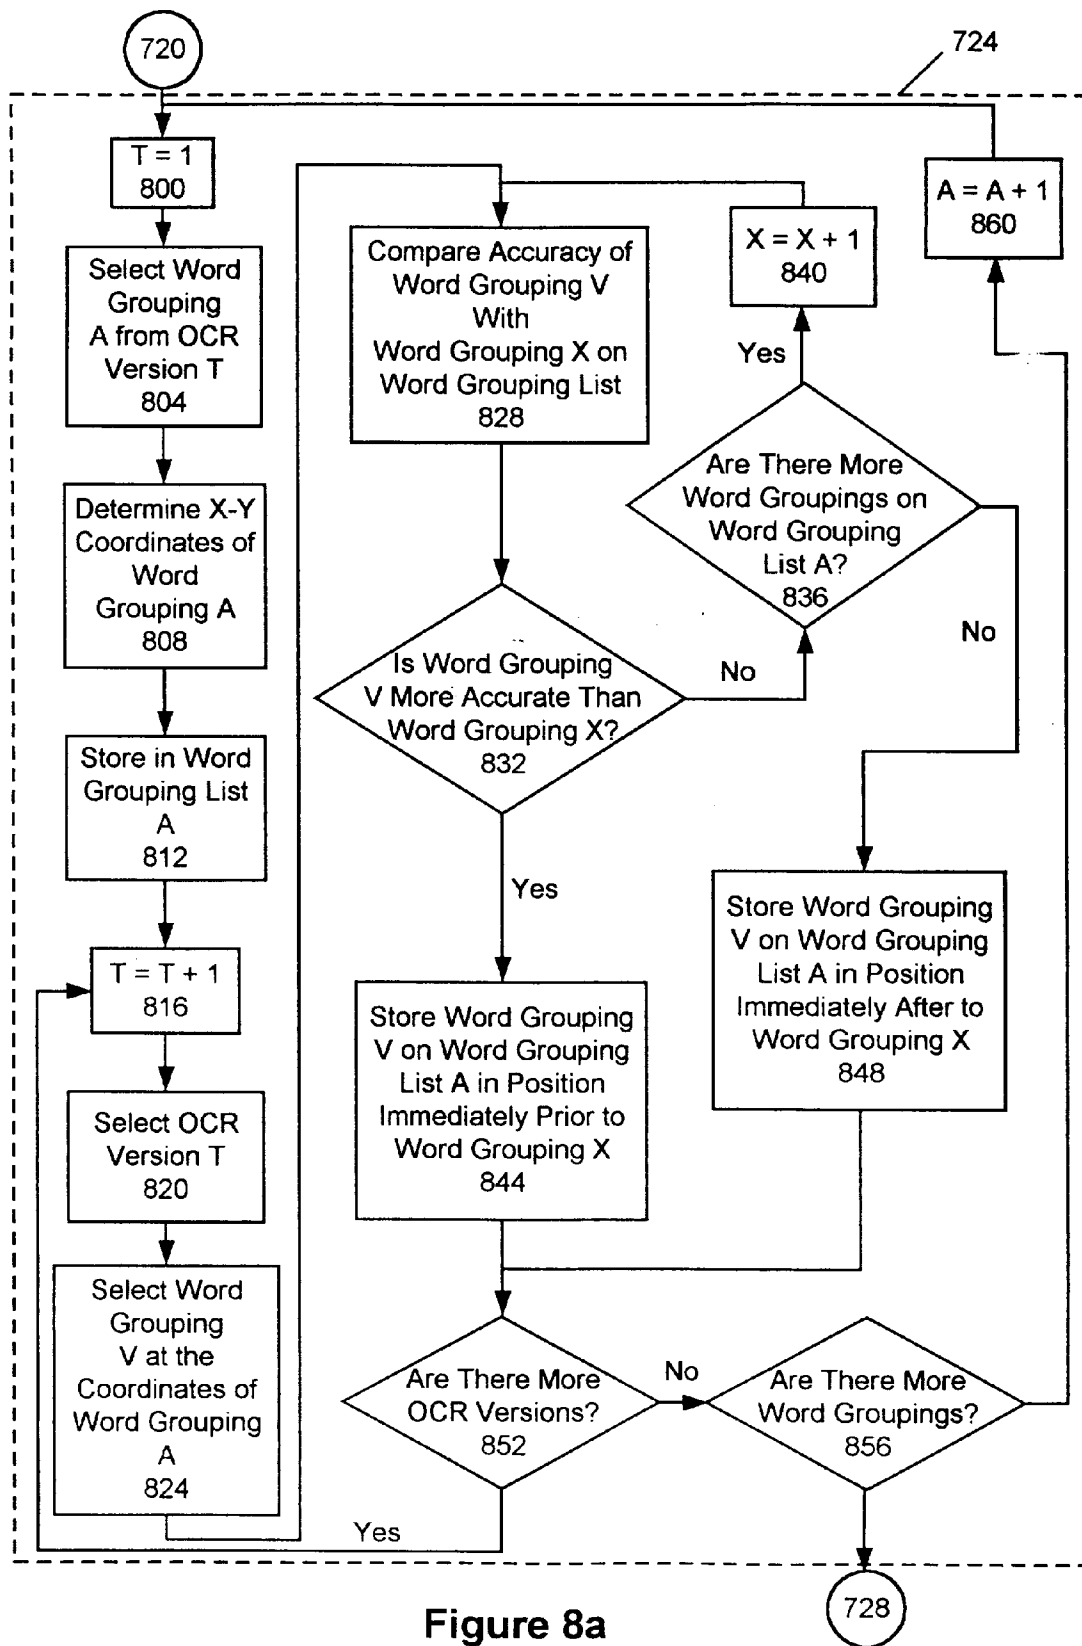 720
724
T = 1
800
Select Word
Grouping
A from OCR
Version T
804
Determine X-Y
Coordinates of
Word
Grouping A
808
Store in Word
Grouping List
A
812
T = T + 1
816
Select OCR
Version T
820
Select Word
Grouping
V at the
Coordinates of
Word Grouping
A
824
Compare Accuracy of
Word Grouping V
With
Word Grouping X on
Word Grouping List
828
Is Word Grouping
V More Accurate Than
Word Grouping X?
832
No
Yes
Are There More
Word Groupings on
Word Grouping
List A?
836
Yes
No
X = X + 1
840
A = A + 1
860
Store Word Grouping
V on Word Grouping
List A in Position
Immediately Prior to
Word Grouping X
844
Store Word Grouping
V on Word Grouping
List A in Position
Immediately After to
Word Grouping X
848
Are There More
OCR Versions?
852
No
Yes
Are There More
Word Groupings?
856
728
Figure 8a